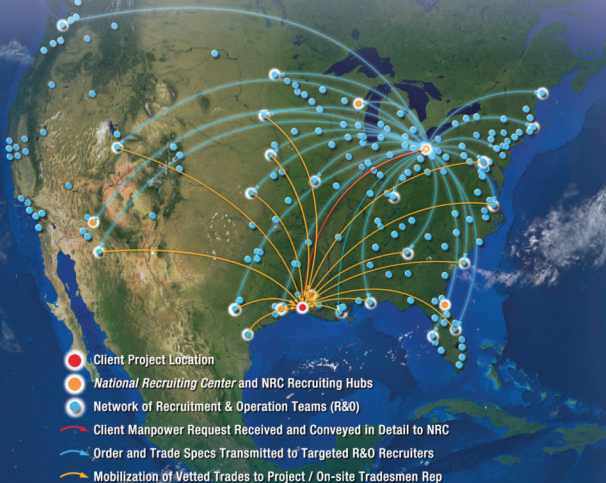 Client Project Location
National Recruiting Center and NRC Recruiting Hubs
Network of Recruitment & Operation Teams (R&O)
Client Manpower Request Received and Conveyed in Detail to NRC
Order and Trade Specs Transmitted to Targeted R&O Recruiters
Mobilization of Vetted Trades to Project / On-site Tradesmen Rep